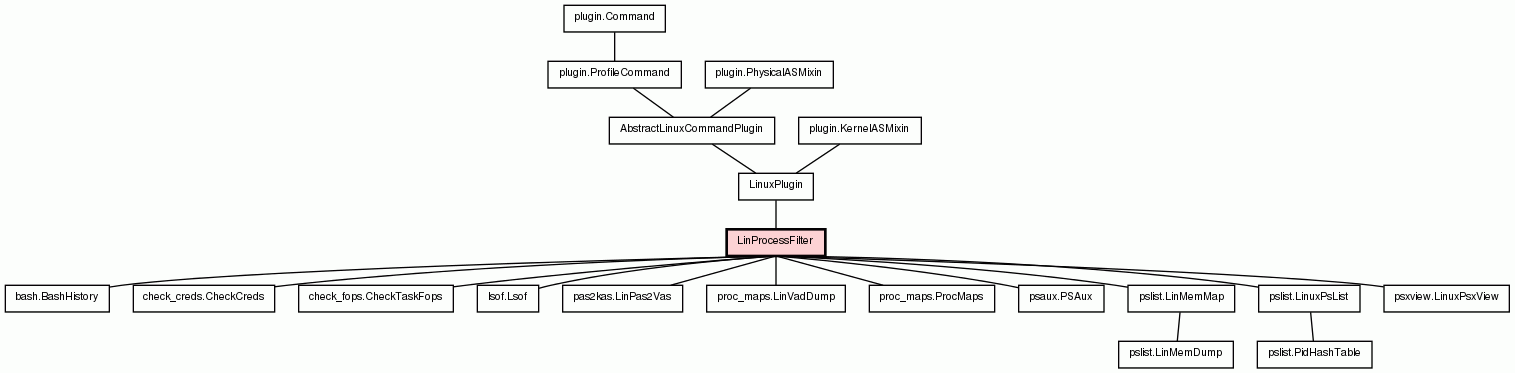 plugin.Command
plugin.ProfileCommand
plugin.PhysicalASMixin
AbstractLinuxCommandPlugin
plugin.KernelASMixin
LinuxPlugin
LinProcessFilter
bash.BashHistory
check_creds.CheckCreds
check_fops.CheckTaskFops
lsof.Lsof
pas2kas.LinPas2Vas
proc_maps.LinVadDump
proc_maps.ProcMaps
psaux.PSAux
pslist.LinMemMap
pslist.LinuxPsList
psxview.LinuxPsxView
pslist.LinMemDump
pslist.PidHashTable